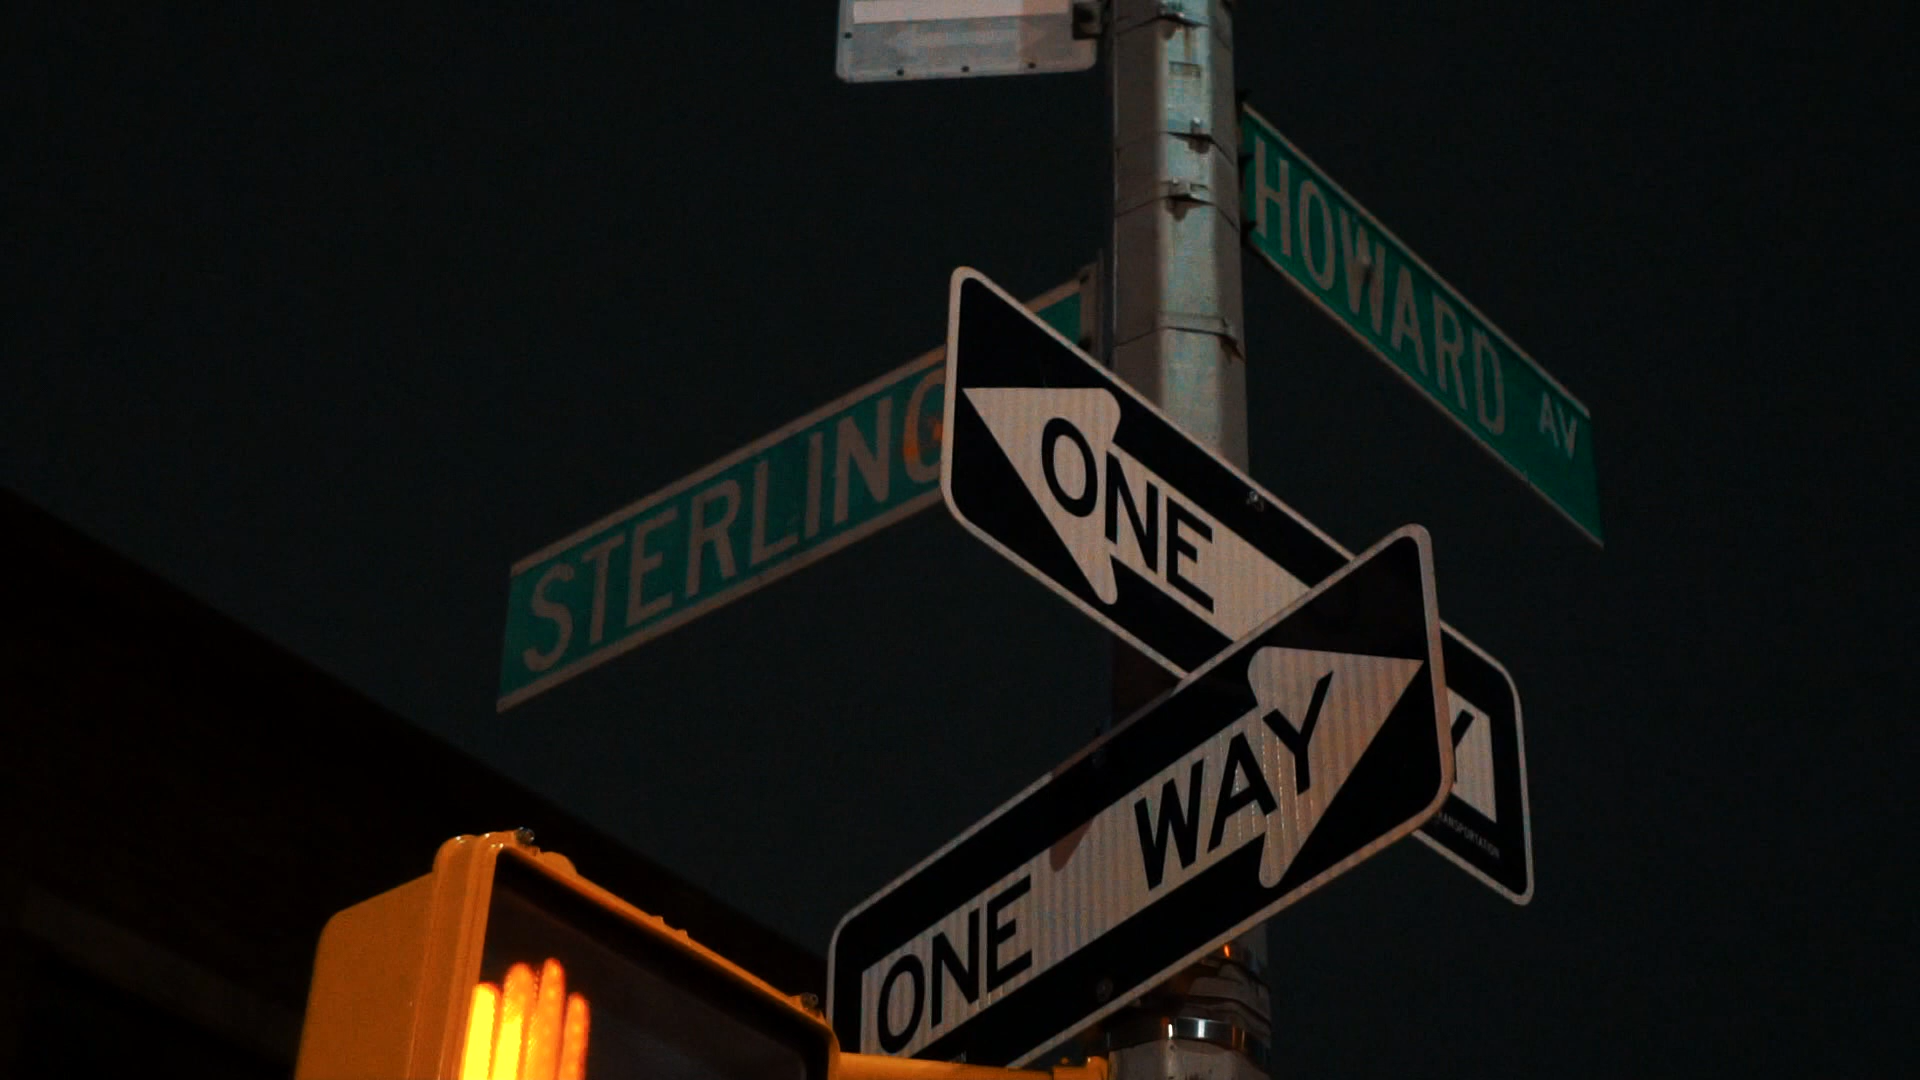 HOWARD AV
STERLING
ONE
Y
ONE WAY